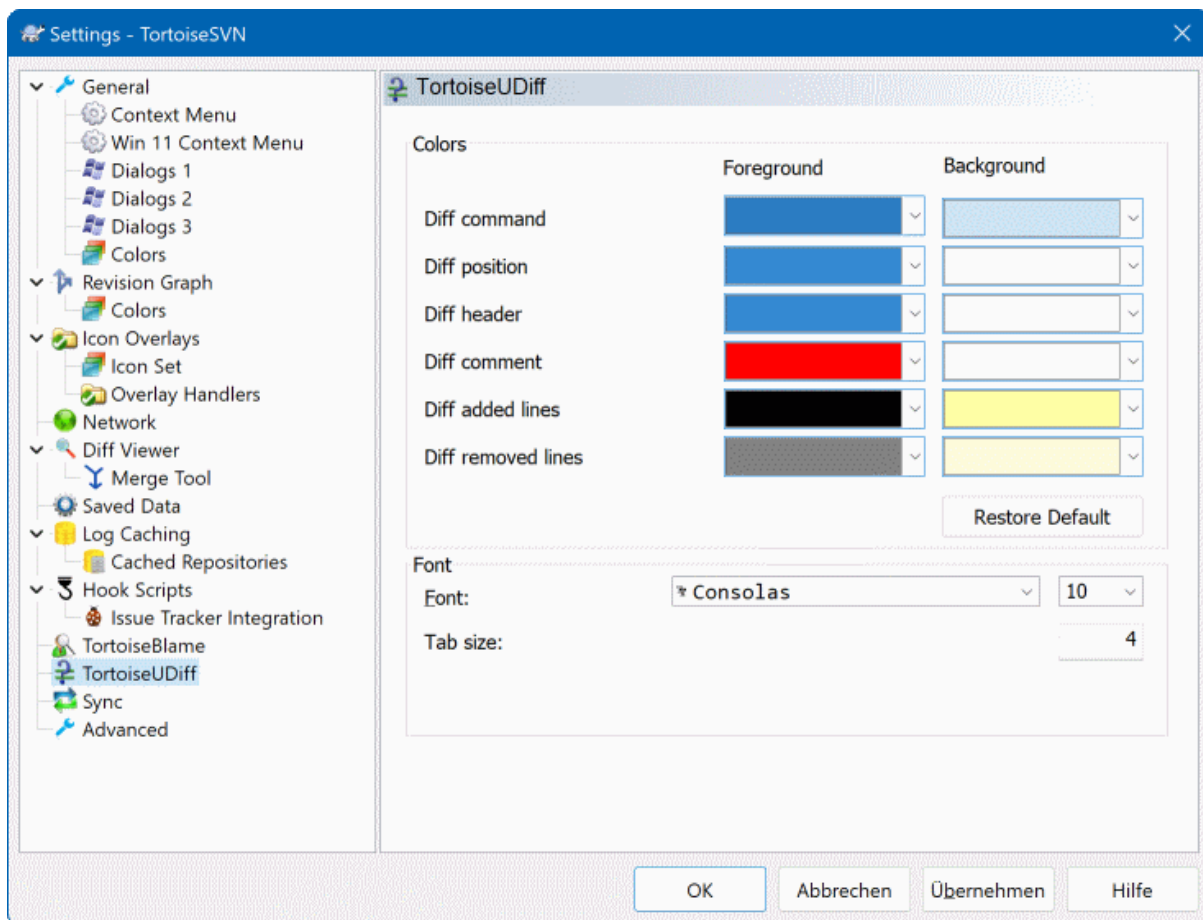 Settings - TortoiseSVN
General
Context Menu
Win 11 Context Menu
Dialogs 1
Dialogs 2
Dialogs 3
Colors
Revision Graph
Colors
Icon Overlays
Icon Set
Overlay Handlers
Network
Diff Viewer
Merge Tool
Saved Data
Log Caching
Cached Repositories
Hook Scripts
Issue Tracker Integration
TortoiseBlame
TortoiseUDiff
Sync
Advanced
TortoiseUDiff
Colors
Foreground Background
Diff command
Diff position
Diff header
Diff comment
Diff added lines
Diff removed lines
Restore Default
Font
Font: Consolas 10
Tab size: 4
OK Abbrechen Übernehmen Hilfe